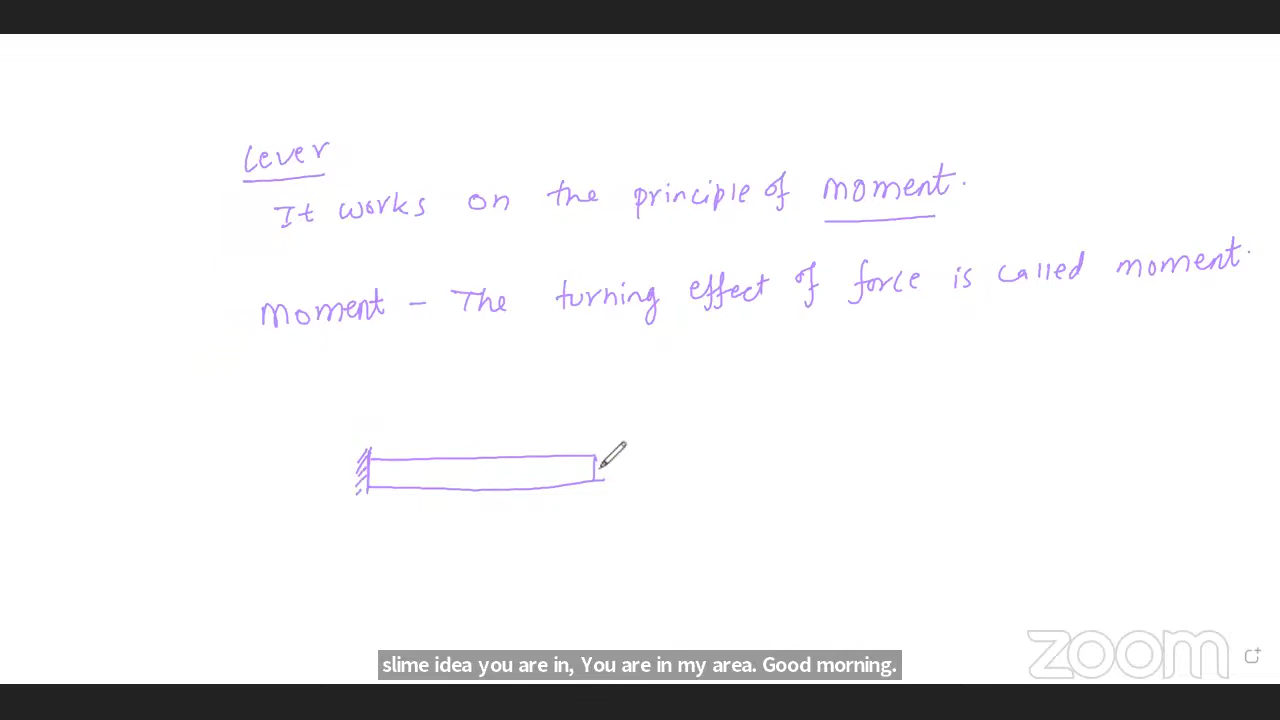 Lever
It works on the principle of moment.
Moment - The turning effect of force is called moment.
zoom
slime idea you are in, You are in my area. Good morning.